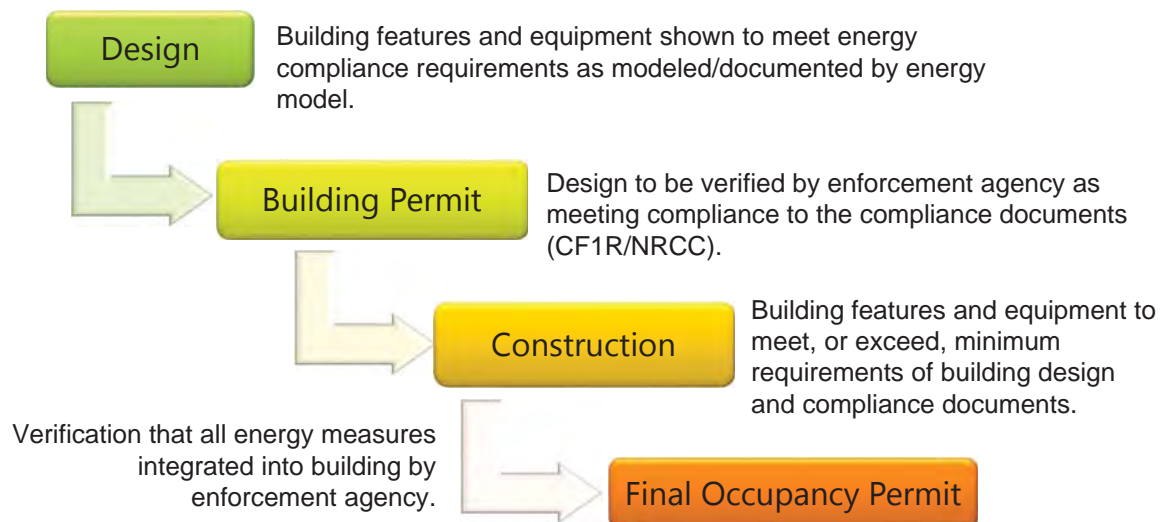 Design
Building features and equipment shown to meet energy
compliance requirements as modeled/documented by energy
model.
Building Permit
Design to be verified by enforcement agency as
meeting compliance to the compliance documents
(CF1R/NRCC).
Construction
Building features and equipment to
meet, or exceed, minimum
requirements of building design
and compliance documents.
Verification that all energy measures
integrated into building by
enforcement agency.
Final Occupancy Permit